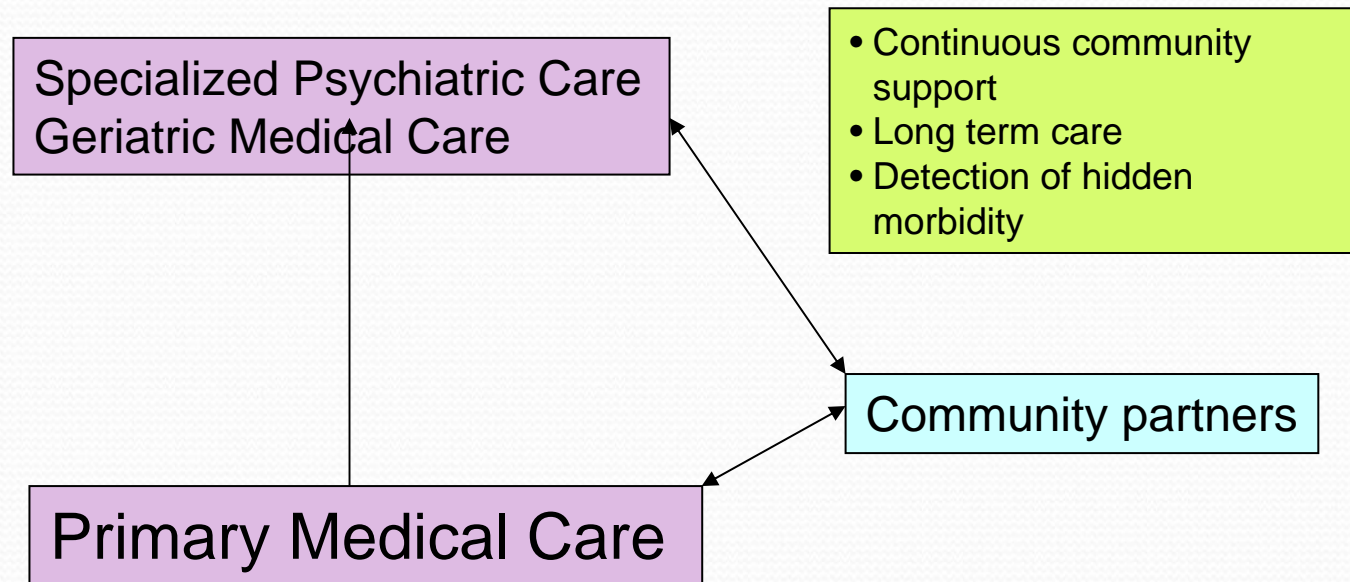 Specialized Psychiatric Care
Geriatric Medical Care
• Continuous community
support
• Long term care
• Detection of hidden
morbidity
Community partners
Primary Medical Care